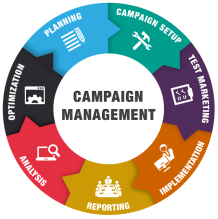 PLANNING
CAMPAIGN SETUP
TEST MARKETING
IMPLEMENTATION
REPORTING
ANALYSIS
OPTIMIZATION
CAMPAIGN
MANAGEMENT